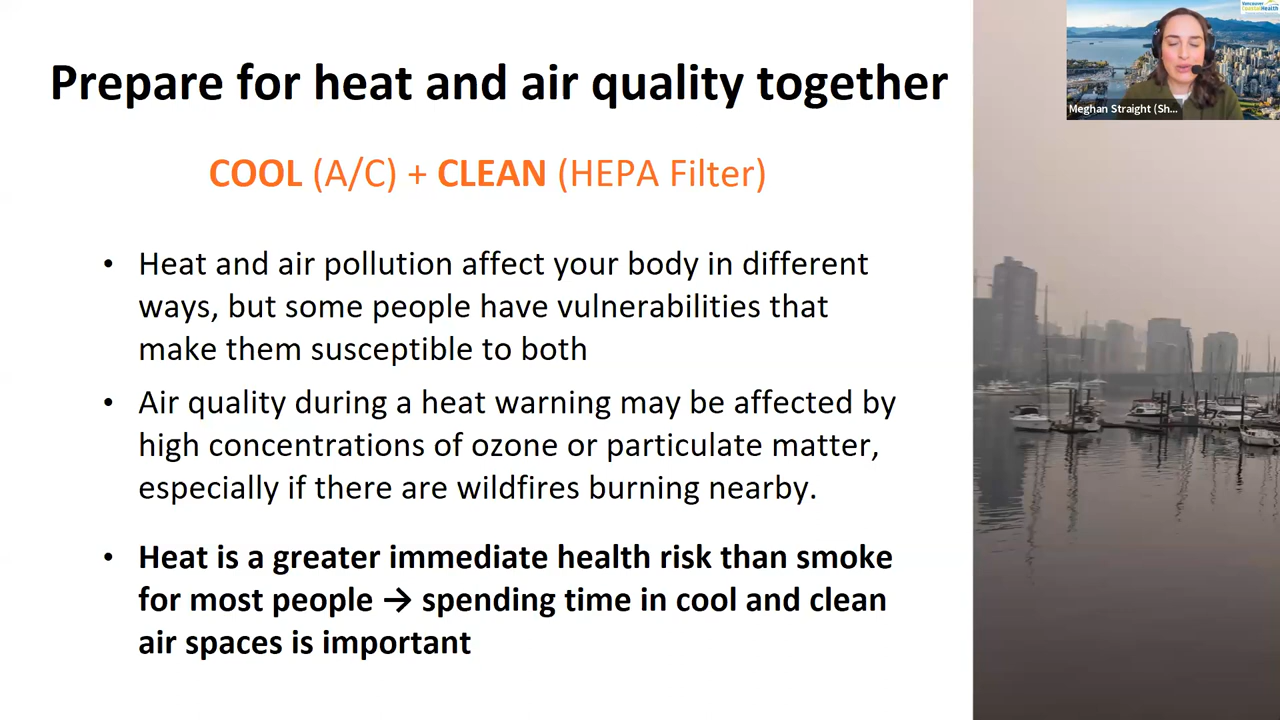 Prepare for heat and air quality together
COOL (A/C) + CLEAN (HEPA Filter)
• Heat and air pollution affect your body in different
ways, but some people have vulnerabilities that
make them susceptible to both
• Air quality during a heat warning may be affected by
high concentrations of ozone or particulate matter,
especially if there are wildfires burning nearby.
• Heat is a greater immediate health risk than smoke
for most people → spending time in cool and clean
air spaces is important
Vancouver
CoastalHealth
Meghan Straight (Sh...